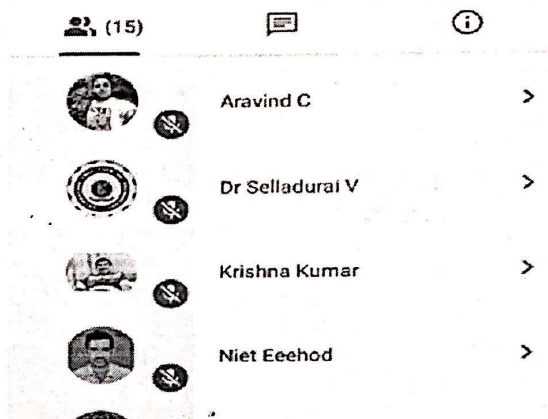 (15)
Aravind C
Dr Selladurai V
Krishna Kumar
Niet Eeehod